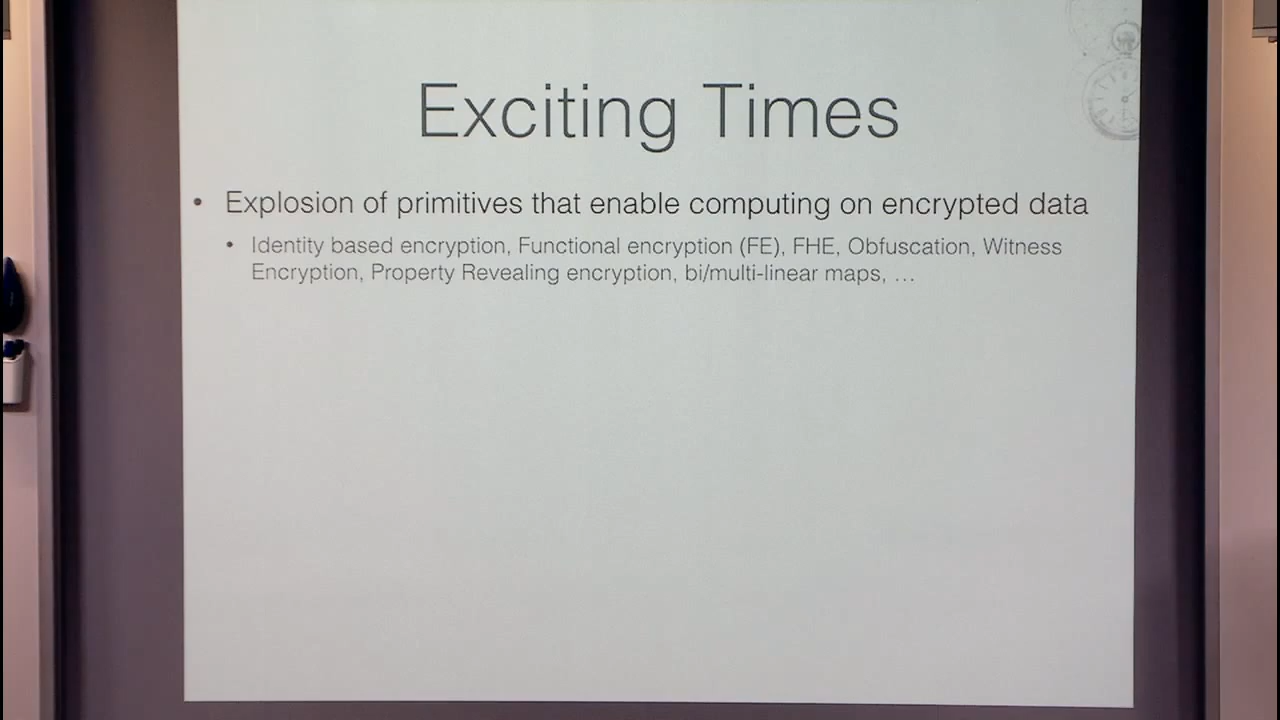 Exciting Times
• Explosion of primitives that enable computing on encrypted data
• Identity based encryption, Functional encryption (FE), FHE, Obfuscation, Witness
Encryption, Property Revealing encryption, bi/multi-linear maps, …